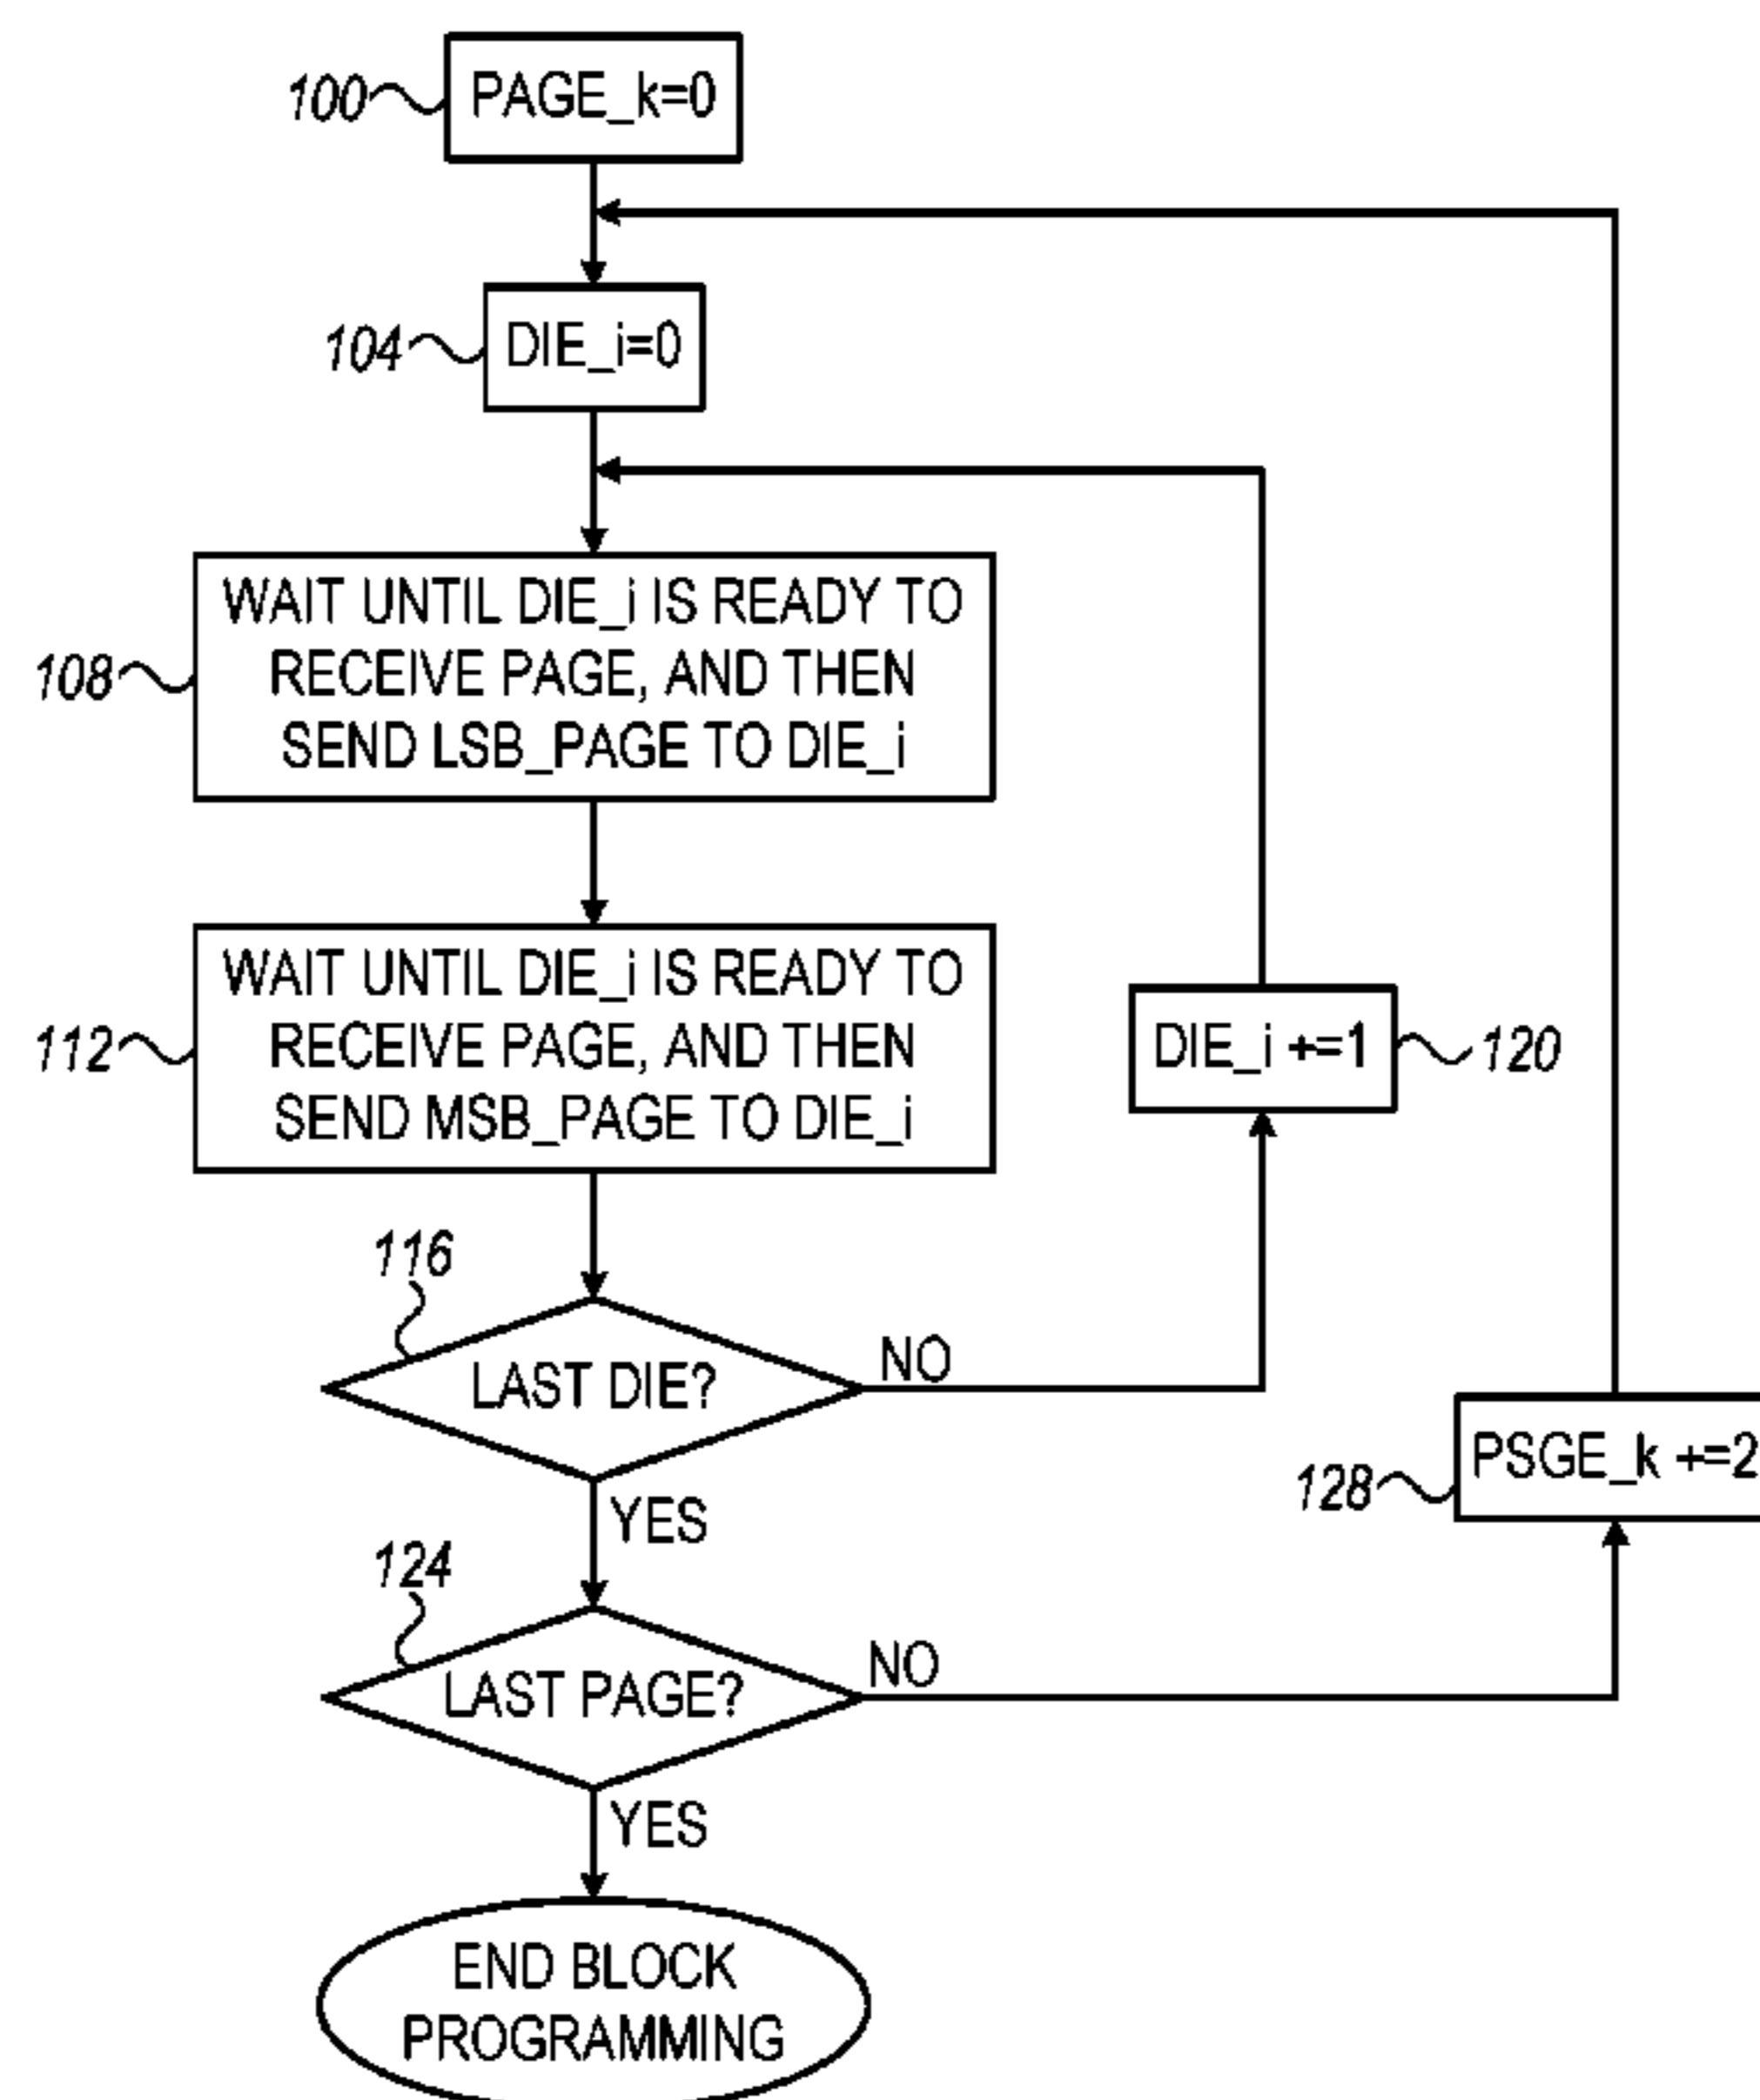 100
PAGE_k=0
104
DIE_i=0
108
WAIT UNTIL DIE_i IS READY TO
RECEIVE PAGE, AND THEN
SEND LSB_PAGE TO DIE_i
112
WAIT UNTIL DIE_i IS READY TO
RECEIVE PAGE, AND THEN
SEND MSB_PAGE TO DIE_i
DIE_i +=1
120
116
LAST DIE?
NO
YES
PSGE_k +=2
128
124
LAST PAGE?
NO
YES
END BLOCK
PROGRAMMING